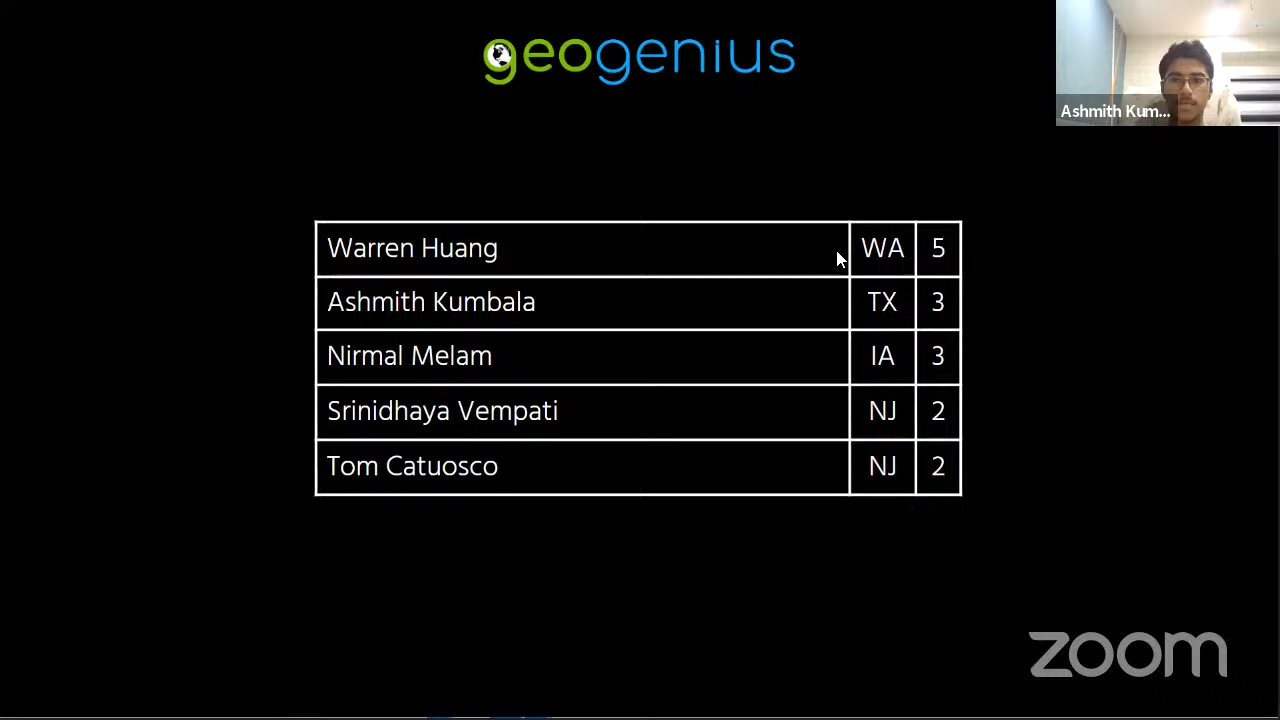 geogenius
Ashmith Kum...
Warren Huang WA 5
Ashmith Kumbala TX 3
Nirmal Melam IA 3
Srinidhaya Vempati NJ 2
Tom Catuosco NJ 2
zoom